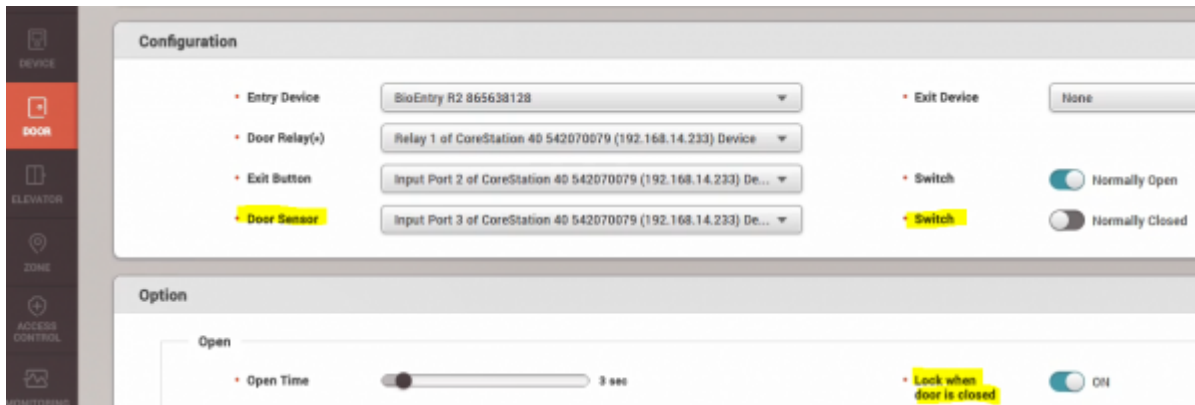 DEVICE
DOOR
ELEVATOR
ZONE
ACCESS
CONTROL
MONITORING
Configuration
• Entry Device BioEntry R2 865638128 • Exit Device None
• Door Relay(•) Relay 1 of CoreStation 40 542070079 (192.168.14.233) Device
• Exit Button Input Port 2 of CoreStation 40 542070079 (192.168.14.233) De... • Switch Normally Open
• Door Sensor Input Port 3 of CoreStation 40 542070079 (192.168.14.233) De... • Switch Normally Closed
Option
Open
• Open Time 3 sec • Lock when
door is closed ON